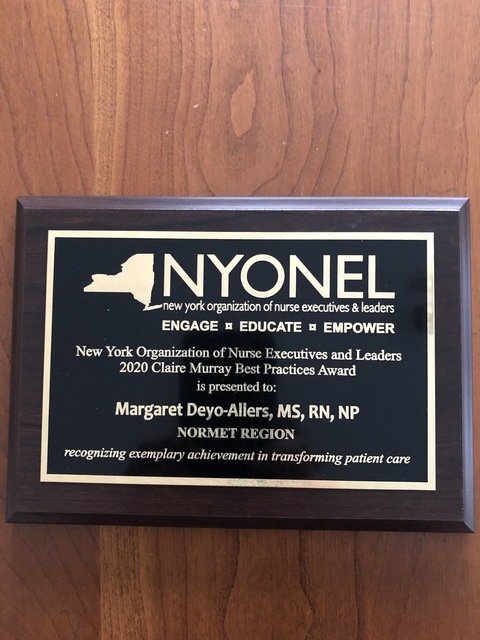 NYONEL
new york organization of nurse executives & leaders
ENGAGE ¤ EDUCATE ¤ EMPOWER
New York Organization of Nurse Executives and Leaders
2020 Claire Murray Best Practices Award
is presented to:
Margaret Deyo-Allers, MS, RN, NP
NORMET REGION
recognizing exemplary achievement in transforming patient care